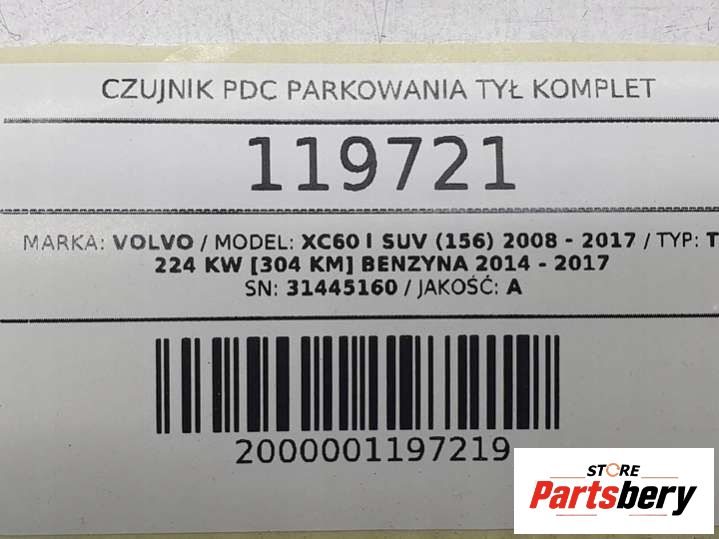 CZUJNIK PDC PARKOWANIA TYŁ KOMPLET
119721
MARKA: VOLVO / MODEL: XC60 I SUV (156) 2008 - 2017 / TYP: T
224 KW [304 KM] BENZYNA 2014 - 2017
SN: 31445160 / JAKOŚĆ: A
2000001197219
STORE
Partsbery